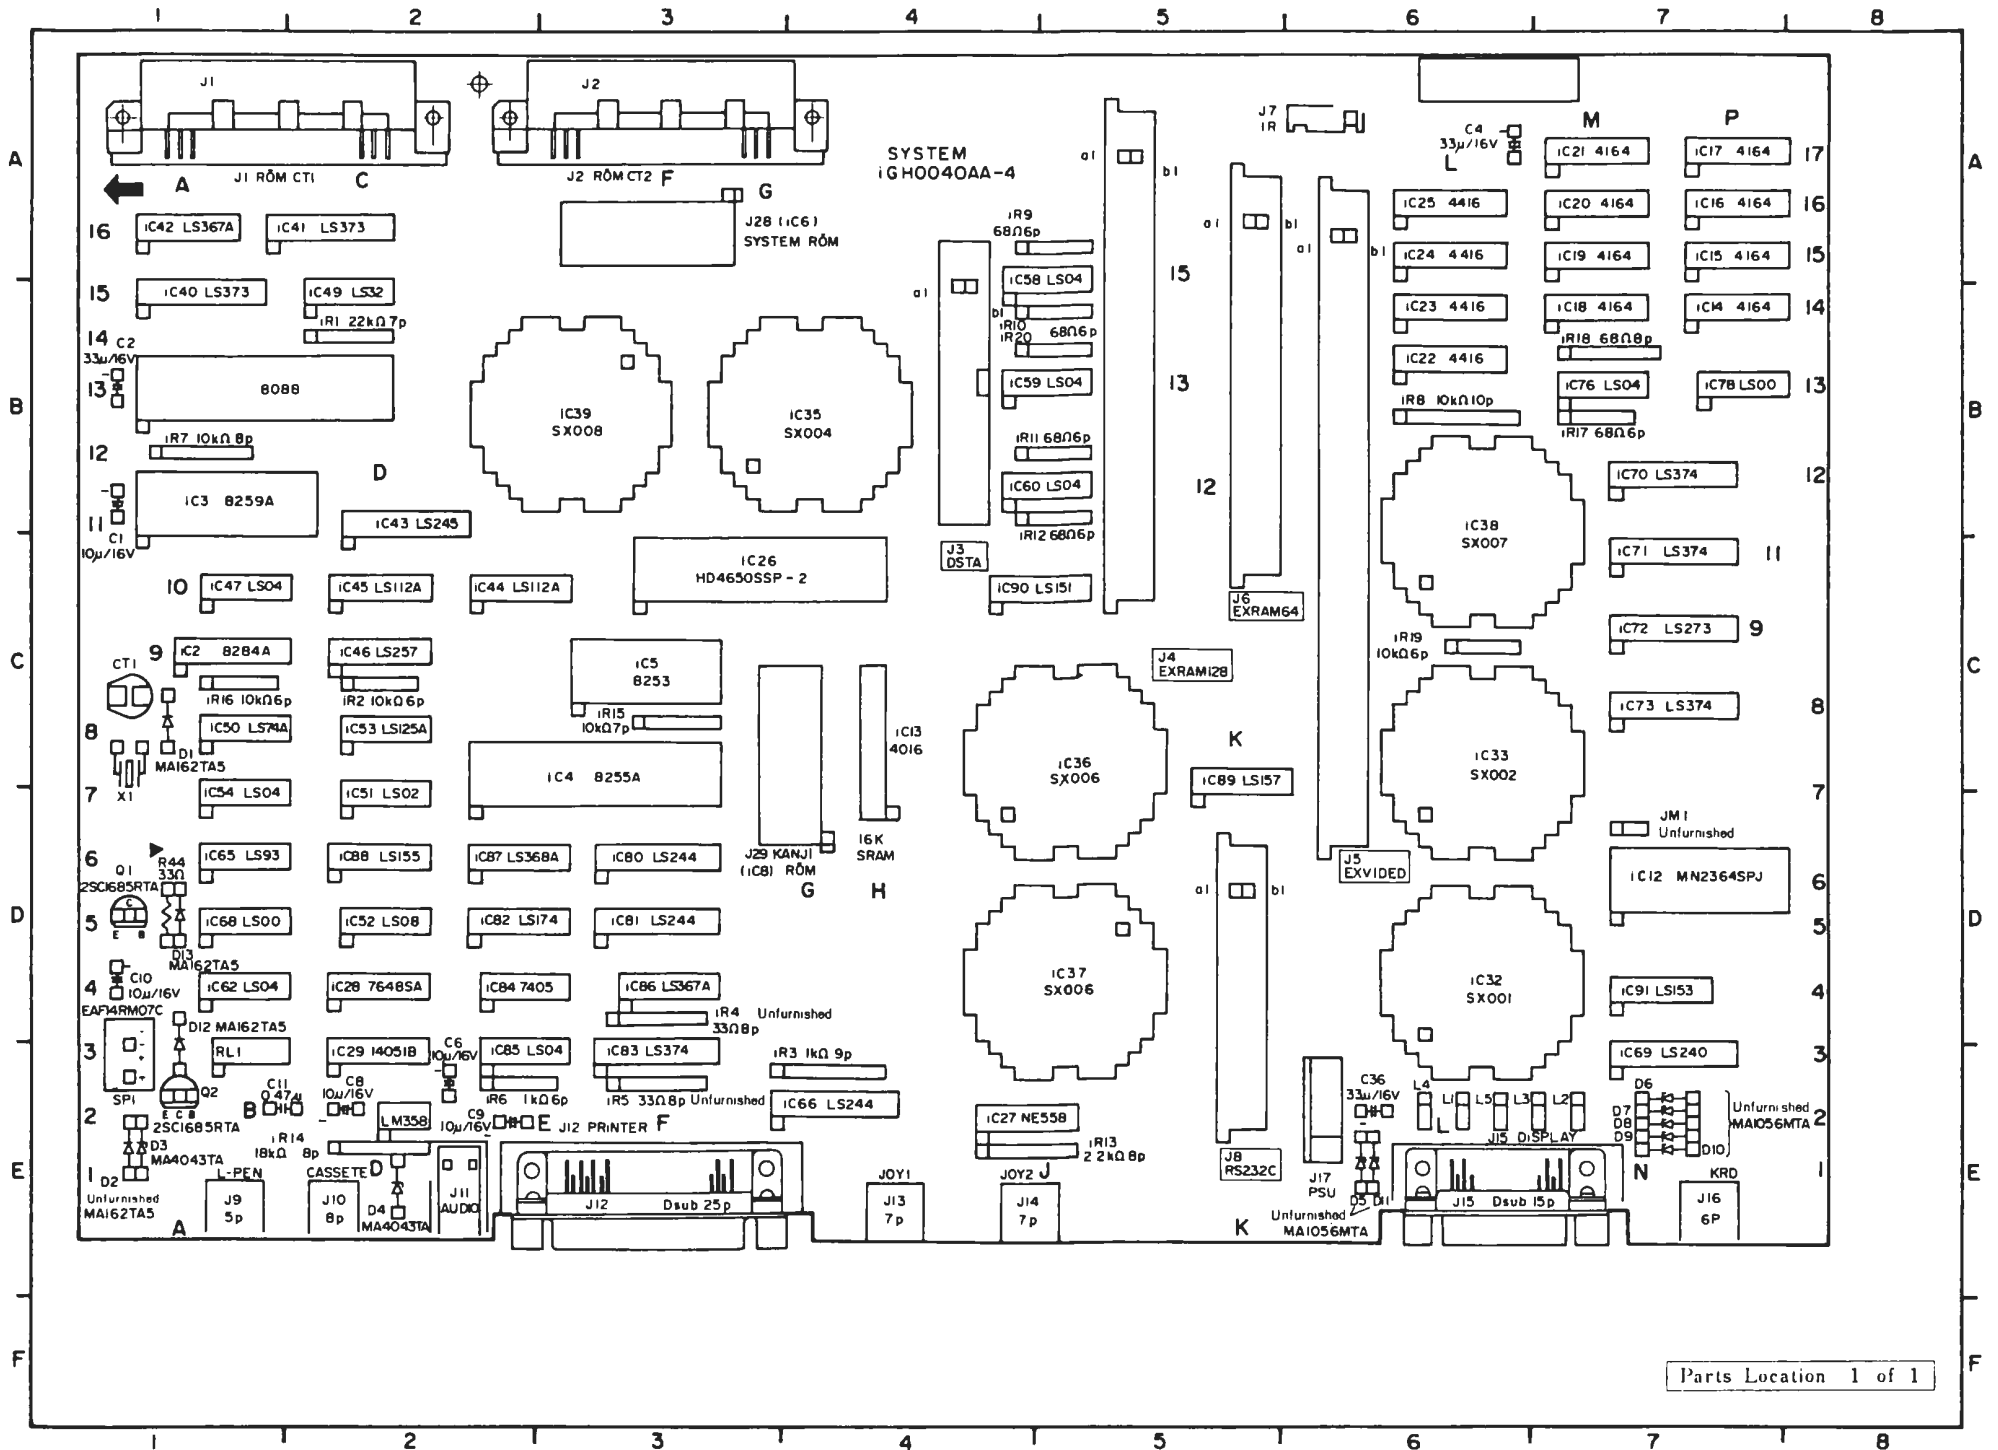 1 2 3 4 5 6 7 8
A
B
C
D
E
F
A
B
C
D
E
F
J1
J2
J7
IR
C4
33µ/16V
M P
J1 RŌM CT1
J2 RŌM CT2
A C F G L
SYSTEM
iGH0040AA-4
a1 b1
iC21 4164
iC17 4164
17
16
iC42 LS367A
iC41 LS373
J28 (iC6)
SYSTEM RŌM
iR9
68Ω6p
a1 b1
a1 b1
iC25 4416
iC20 4164
iC16 4164
16
iC24 4416
iC19 4164
iC15 4164
15
15
iC40 LS373
iC49 LS32
a1 b1
iC58 LS04
15
iC23 4416
iC18 4164
iC14 4164
14
14
iR1 22kΩ7p
C2
33µ/16V
iR10
68Ω6p
iR20
iC22 4416
iR18 68Ω8p
13
8088
iC39
SX008
iC35
SX004
iC59 LS04
13
iC76 LS04
iC78 LS00
13
iR8 10kΩ10p
iR17 68Ω6p
12
iR7 10kΩ8p
D
iR11 68Ω6p
iC60 LS04
12
iC70 LS374
12
11
iC3 8259A
C1
10µ/16V
iC43 LS245
iR12 68Ω6p
iC38
SX007
J3
DSTA
iC26
HD46505SP-2
iC71 LS374
11
10
iC47 LS04
iC45 LS112A
iC44 LS112A
iC90 LS151
J6
EXRAM64
9
iC2 8284A
iC46 LS257
iC5
8253
iC72 LS273
9
iR19
10kΩ6p
CT1
J4
EXRAM128
iR16 10kΩ6p
iR2 10kΩ6p
8
iC50 LS74A
iC53 LS125A
iR15
10kΩ7p
iC13
4016
iC73 LS374
8
D1
MA162TA5
X1
iC4 8255A
iC36
SX006
K
iC89 LS157
iC33
SX002
7
iC54 LS04
iC51 LS02
7
JM1
Unfurnished
6
iC65 LS93
iC88 LS155
iC87 LS368A
iC80 LS244
J29 KANJI
(iC8) RŌM
16K
SRAM
J5
EXVIDED
G H
iC12 MN2364SPJ
6
Q1
2SC1685RTA
R44
33Ω
a1 b1
5
C
E B
iC68 LS00
iC52 LS08
iC82 LS174
iC81 LS244
5
D13
MA162TA5
4
C10
10µ/16V
iC62 LS04
iC28 7648SA
iC84 7405
iC86 LS367A
iC37
SX006
iC32
SX001
iC91 LS153
4
EAF14RM07C
D12 MA162TA5
iR4
33Ω8p
Unfurnished
3
RL1
iC29 14051B
C6
10µ/16V
iC85 LS04
iC83 LS374
iR3 1kΩ 9p
iC69 LS240
3
SP1
Q2
E C B
2SC1685RTA
B
C11
0.47µ
C8
10µ/16V
LM358
C9
10µ/16V
iR6 1kΩ6p
iR5 33Ω8p Unfurnished
iC66 LS244
iC27 NE558
C36
33µ/16V
L4 L1 L5 L3 L2
D6
D7
D8
D9
D10
Unfurnished
MA1056MTA
2
2
D3
MA4043TA
iR14
18kΩ 8p
E J12 PRiNTER F
iR13
2.2kΩ8p
L
J15 DiSPLAY
1
D2
Unfurnished
MA162TA5
L-PEN
J9
5p
CASSETE
J10
8p
D
D4
MA4043TA
J11
AUDIO
J12 Dsub 25p
JOY1
J13
7p
JOY2 J
J14
7p
J8
RS232C
J17
PSU
D5 D11
Unfurnished
MA1056MTA
J15 Dsub 15p
N
KRD
J16
6P
1
A
K
Parts Location 1 of 1
1 2 3 4 5 6 7 8